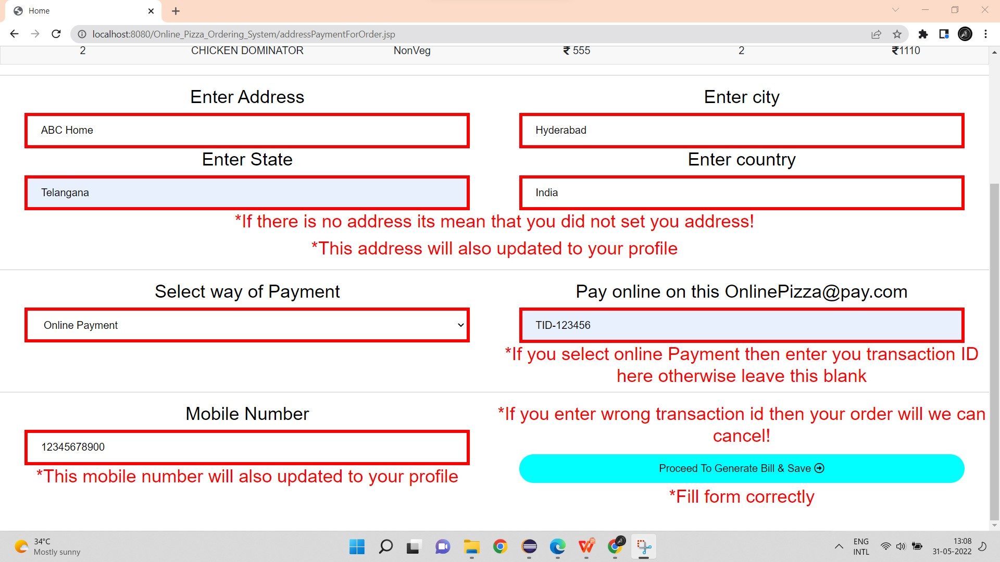 Home
localhost:8080/Online_Pizza_Ordering_System/addressPaymentForOrder.jsp
2 CHICKEN DOMINATOR NonVeg ₹ 555 2 ₹1110
Enter Address Enter city
ABC Home Hyderabad
Enter State Enter country
Telangana India
*If there is no address its mean that you did not set you address!
*This address will also updated to your profile
Select way of Payment Pay online on this OnlinePizza@pay.com
Online Payment TID-123456
*If you select online Payment then enter you transaction ID
here otherwise leave this blank
Mobile Number
*If you enter wrong transaction id then your order will we can
cancel!
12345678900
Proceed To Generate Bill & Save
*This mobile number will also updated to your profile
*Fill form correctly
34°C
Mostly sunny
ENG
INTL
13:08
31-05-2022